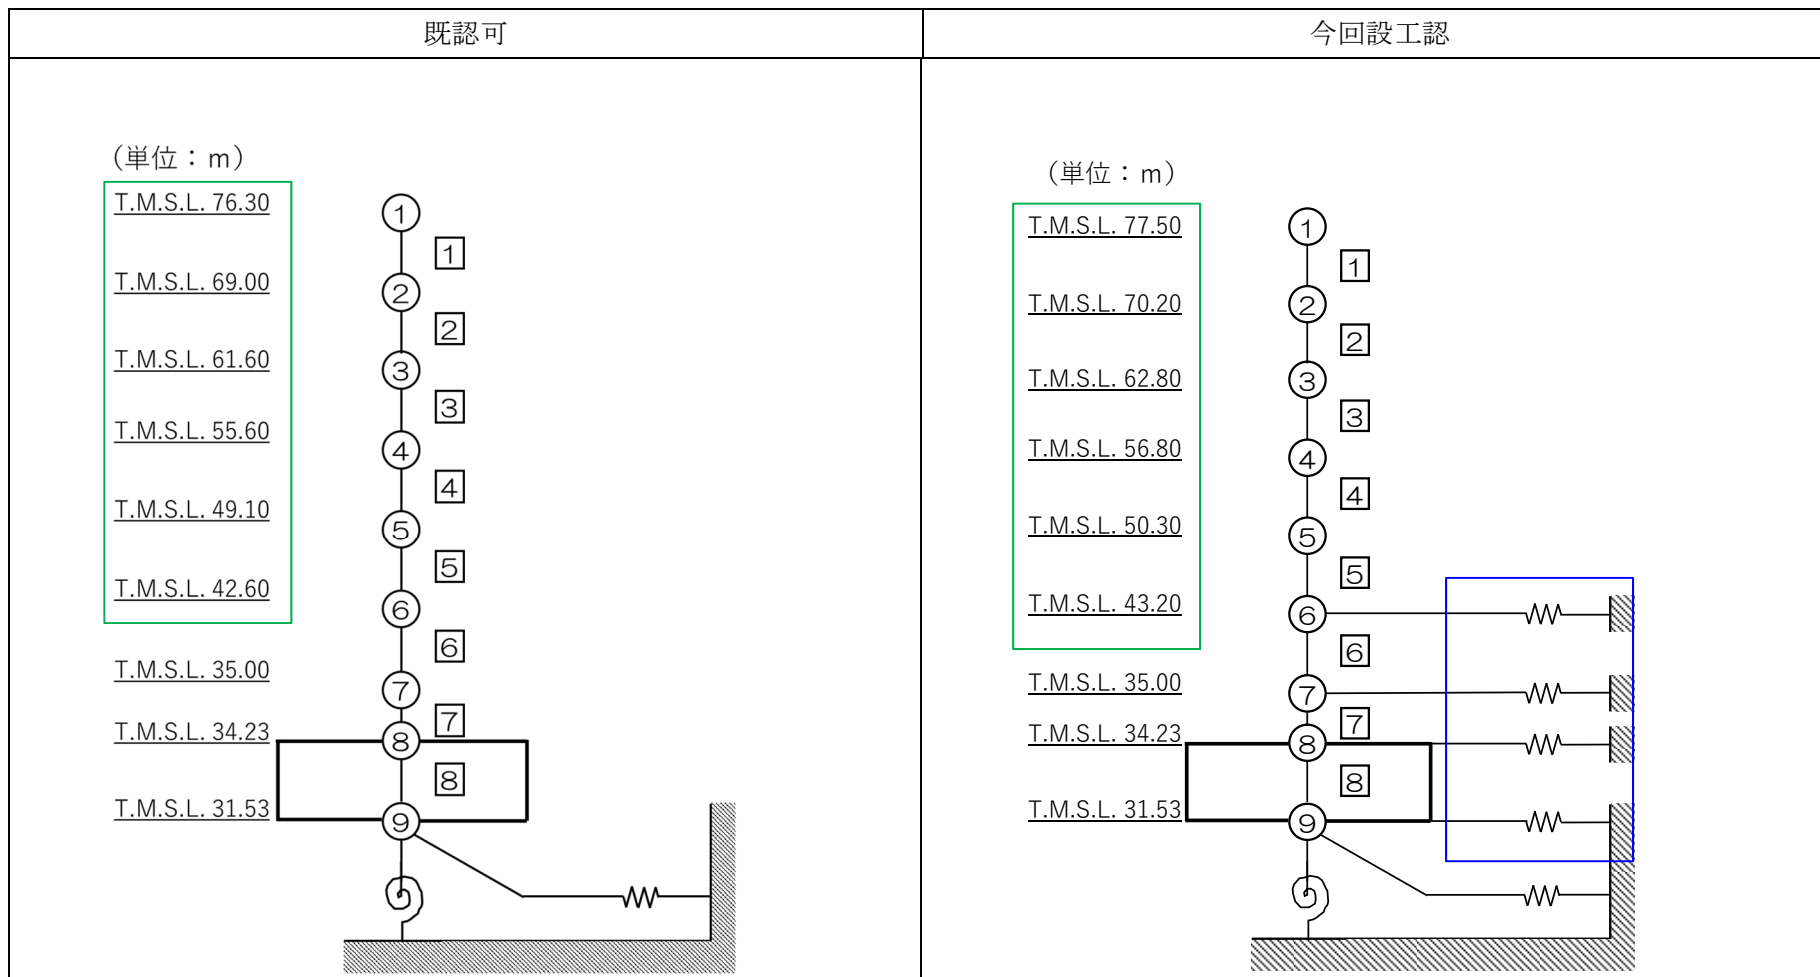 既認可
今回設工認
（単位：m）
T.M.S.L. 76.30
①
1
T.M.S.L. 69.00
②
2
T.M.S.L. 61.60
③
3
T.M.S.L. 55.60
④
4
T.M.S.L. 49.10
⑤
5
T.M.S.L. 42.60
⑥
6
T.M.S.L. 35.00
⑦
7
T.M.S.L. 34.23
⑧
8
T.M.S.L. 31.53
⑨
（単位：m）
T.M.S.L. 77.50
①
1
T.M.S.L. 70.20
②
2
T.M.S.L. 62.80
③
3
T.M.S.L. 56.80
④
4
T.M.S.L. 50.30
⑤
5
T.M.S.L. 43.20
⑥
6
T.M.S.L. 35.00
⑦
7
T.M.S.L. 34.23
⑧
8
T.M.S.L. 31.53
⑨